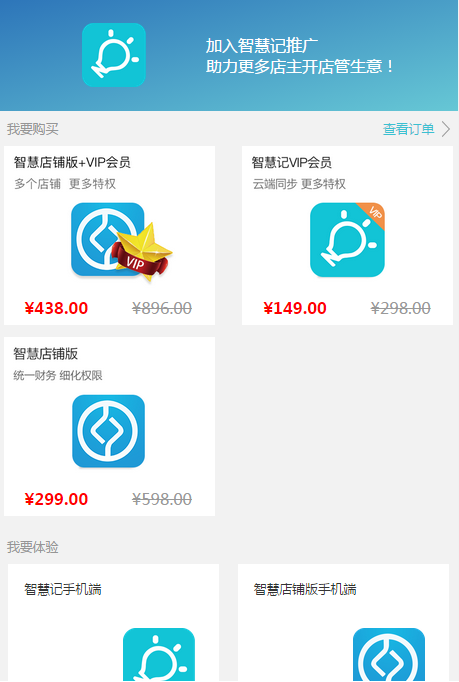 加入智慧记推广
助力更多店主开店管生意！
我要购买
查看订单
智慧店铺版+VIP会员
多个店铺 更多特权
VIP
¥438.00 ¥896.00
智慧记VIP会员
云端同步 更多特权
VIP
¥149.00 ¥298.00
智慧店铺版
统一财务 细化权限
¥299.00 ¥598.00
我要体验
智慧记手机端
智慧店铺版手机端